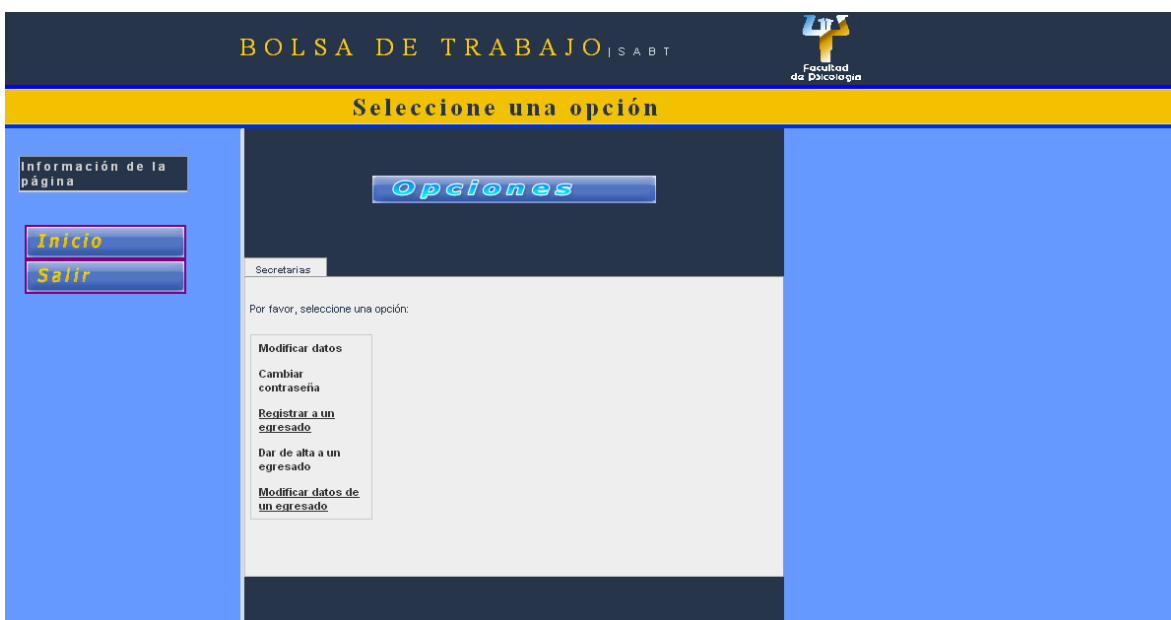 BOLSA DE TRABAJO|SABT
Facultad
de Psicología
Seleccione una opción
Información de la
página
Inicio
Salir
Opciones
Secretarias
Por favor, seleccione una opción:
Modificar datos
Cambiar
contraseña
Registrar a un
egresado
Dar de alta a un
egresado
Modificar datos de
un egresado